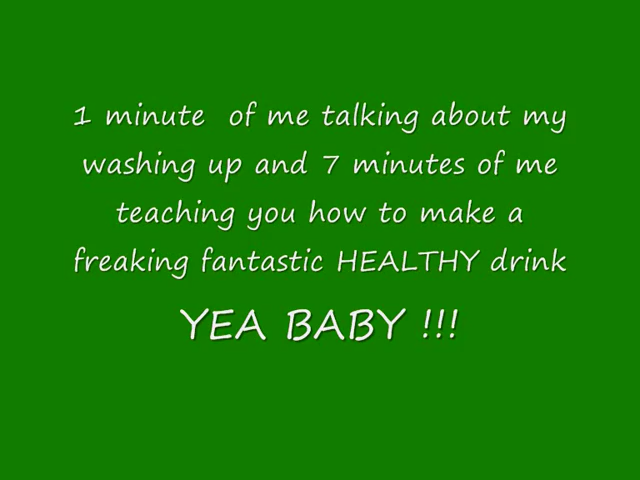 1 minute  of me talking about my
washing up and 7 minutes of me
teaching you how to make a
freaking fantastic HEALTHY drink
YEA BABY !!!